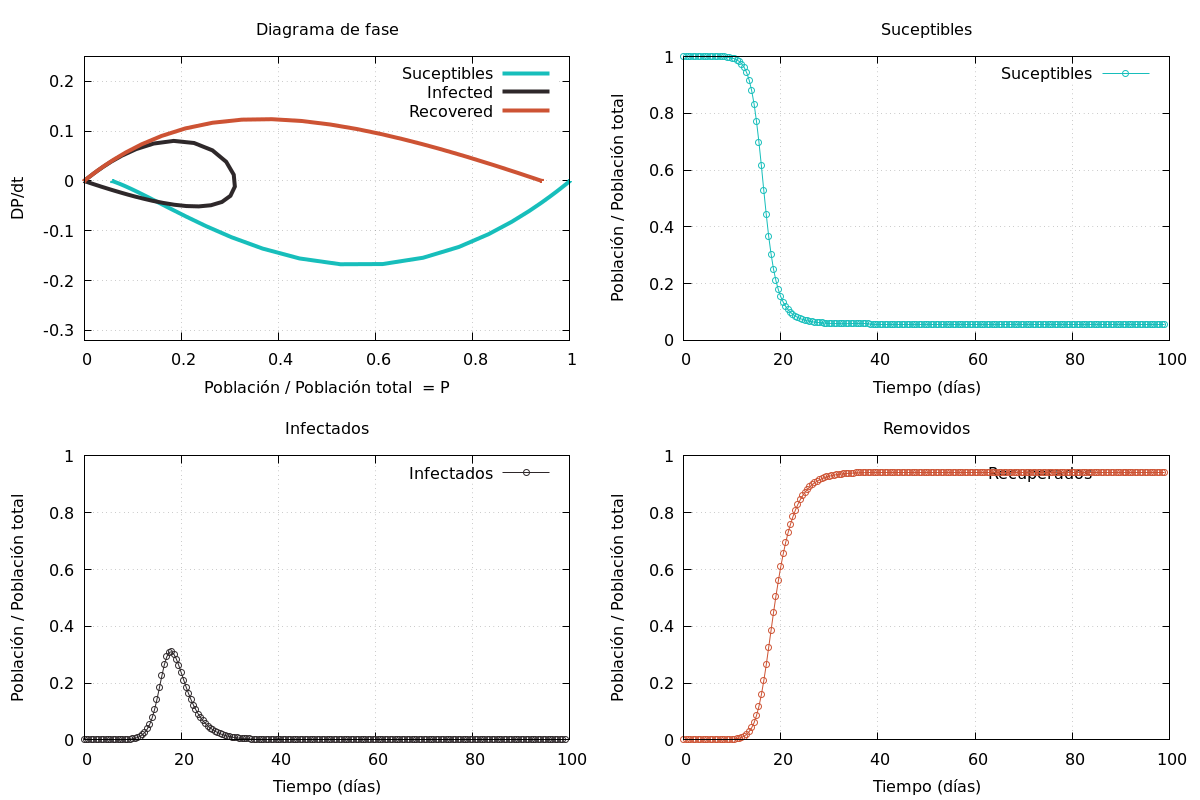 Diagrama de fase
DP/dt
0.2
0.1
0
-0.1
-0.2
-0.3
Suceptibles
Infected
Recovered
0 0.2 0.4 0.6 0.8 1
Población / Población total = P
Suceptibles
Población / Población total
1
0.8
0.6
0.4
0.2
0
Suceptibles
0 20 40 60 80 100
Tiempo (días)
Infectados
Población / Población total
1
0.8
0.6
0.4
0.2
0
Infectados
0 20 40 60 80 100
Tiempo (días)
Removidos
Población / Población total
1
0.8
0.6
0.4
0.2
0
Recuperados
0 20 40 60 80 100
Tiempo (días)